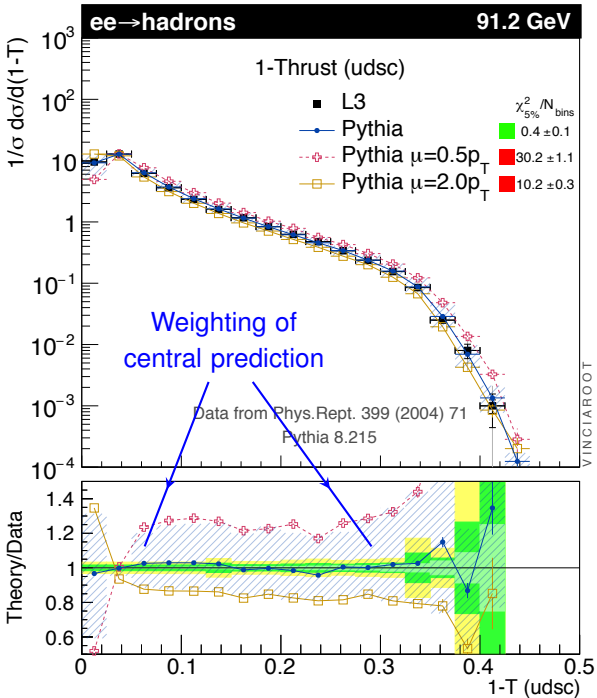 ee→hadrons 91.2 GeV
1/σ dσ/d(1-T)
10³
10²
10
1
10⁻¹
10⁻²
10⁻³
10⁻⁴
1-Thrust (udsc)
χ²5%/Nbins
L3
Pythia 0.4 ±0.1
Pythia μ=0.5pT 30.2 ±1.1
Pythia μ=2.0pT 10.2 ±0.3
Weighting of
central prediction
Data from Phys.Rept. 399 (2004) 71
Pythia 8.215
VINCIAROOT
Theory/Data
1.4
1.2
1
0.8
0.6
0 0.1 0.2 0.3 0.4 0.5
1-T (udsc)